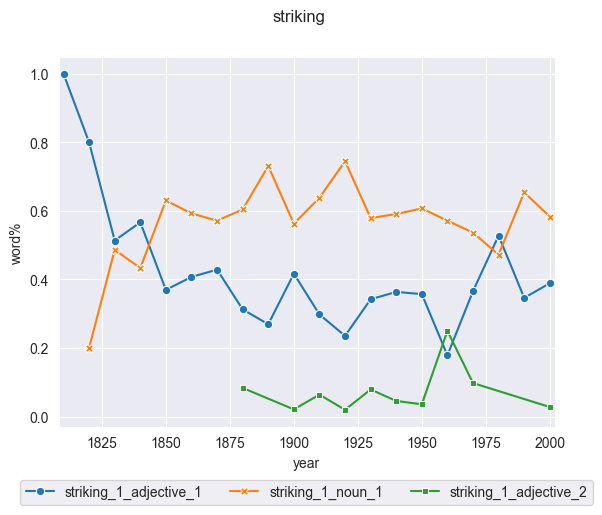 striking
1.0
0.8
0.6
0.4
0.2
0.0
word%
1825 1850 1875 1900 1925 1950 1975 2000
year
striking_1_adjective_1 striking_1_noun_1 striking_1_adjective_2